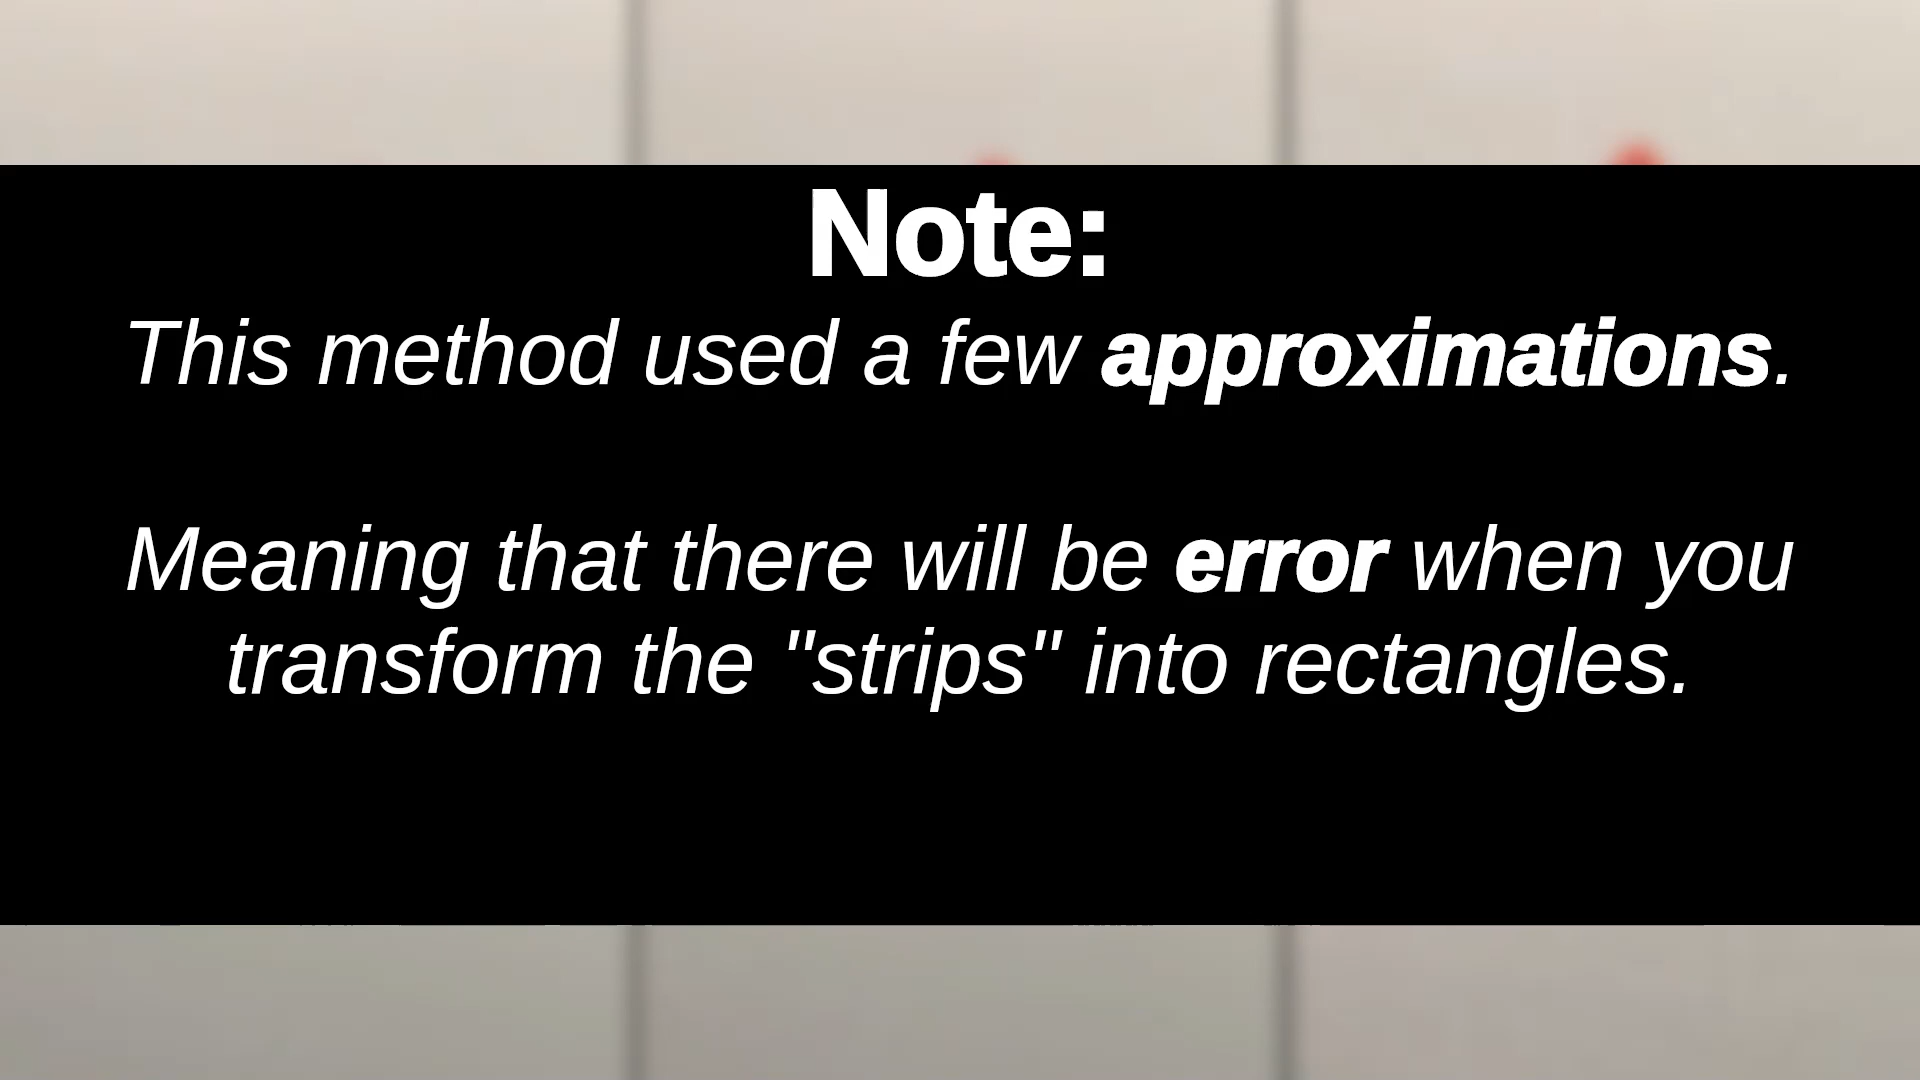 Note:
This method used a few approximations.
Meaning that there will be error when you
transform the "strips" into rectangles.